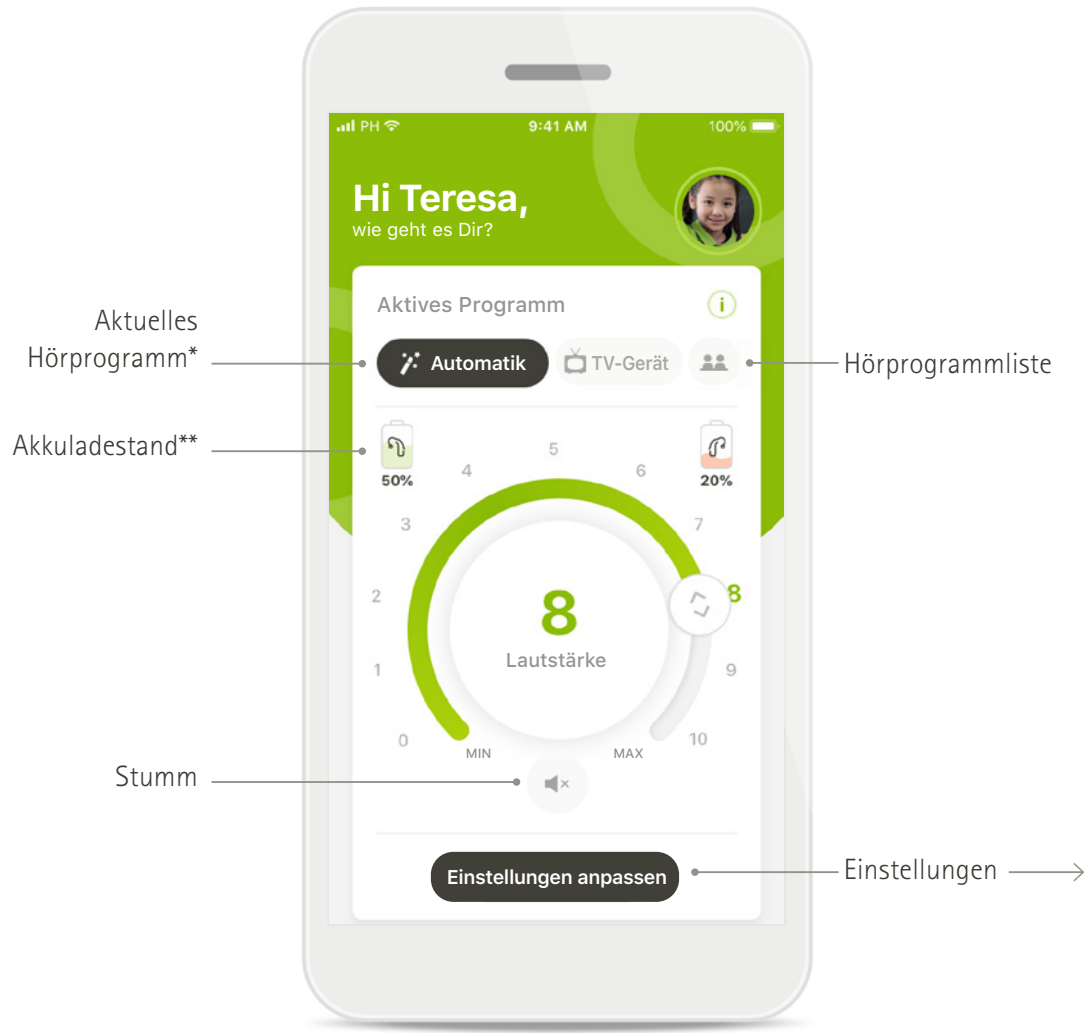 PH 9:41 AM 100%
Hi Teresa,
wie geht es Dir?
Aktives Programm i
Aktuelles
Hörprogramm*
Automatik TV-Gerät
Hörprogrammliste
Akkuladestand**
50%
20%
0
1
2
3
4
5
6
7
8
9
10
8
Lautstärke
MIN MAX
Stumm
Einstellungen anpassen
Einstellungen